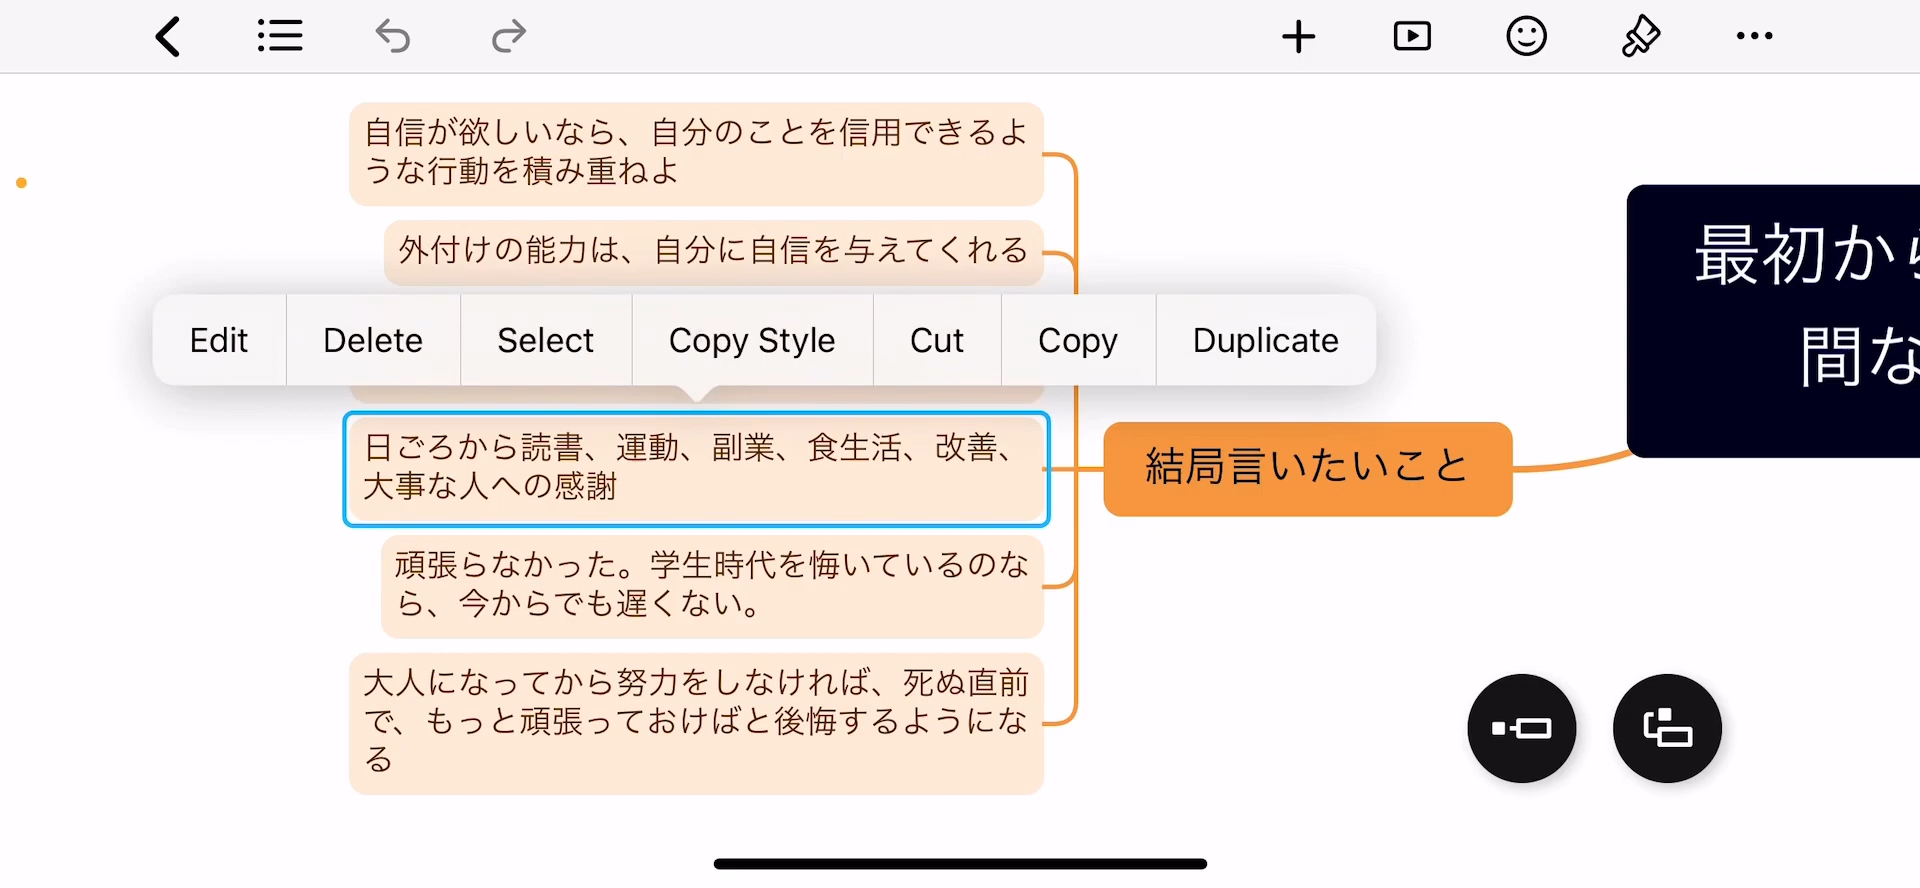 自信が欲しいなら、自分のことを信用できるよ
うな行動を積み重ねよ
外付けの能力は、自分に自信を与えてくれる
Edit
Delete
Select
Copy Style
Cut
Copy
Duplicate
日ごろから読書、運動、副業、食生活、改善、
大事な人への感謝
頑張らなかった。学生時代を悔いているのな
ら、今からでも遅くない。
大人になってから努力をしなければ、死ぬ直前
で、もっと頑張っておけばと後悔するようにな
る
結局言いたいこと
最初から
間な